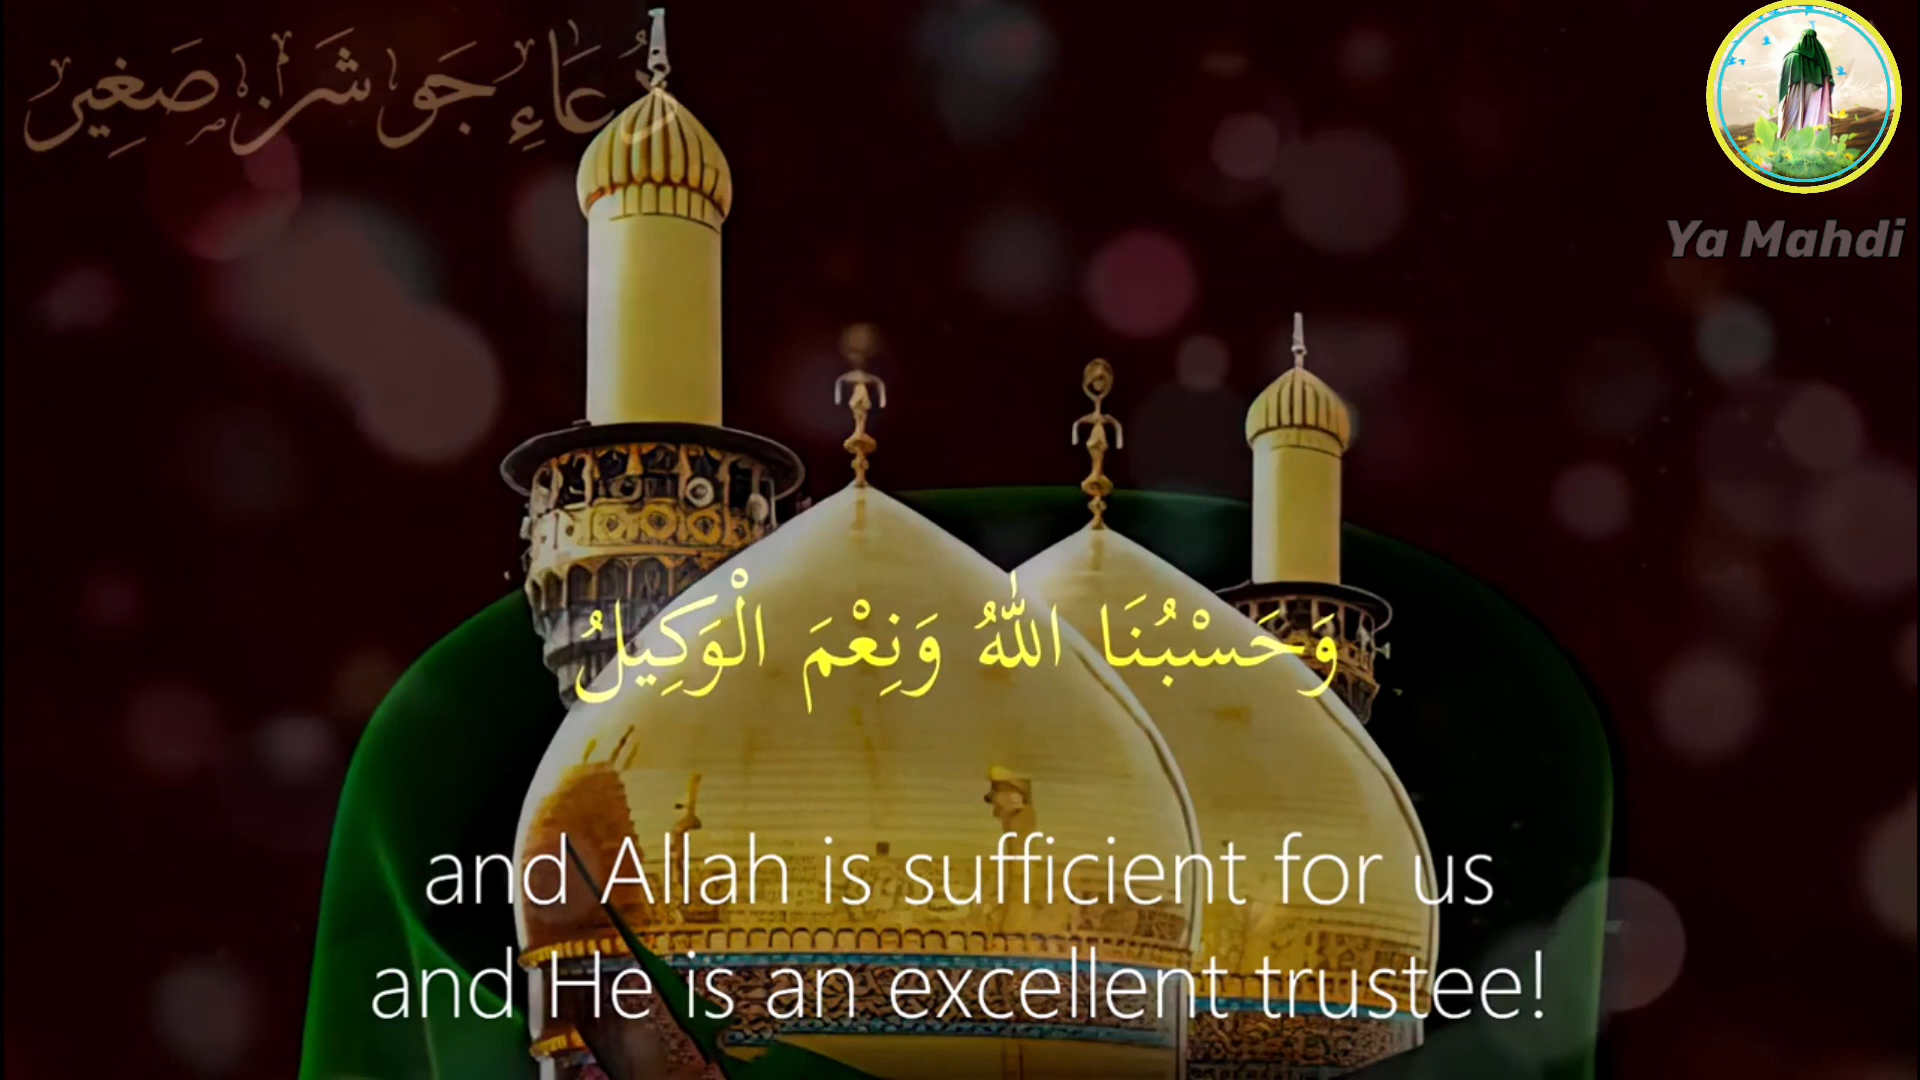 دُعَاءِ جَوشَن صَغِير
Ya Mahdi
وَحَسْبُنَا اللّٰهُ وَنِعْمَ الْوَكِيلُ
and Allah is sufficient for us
and He is an excellent trustee!